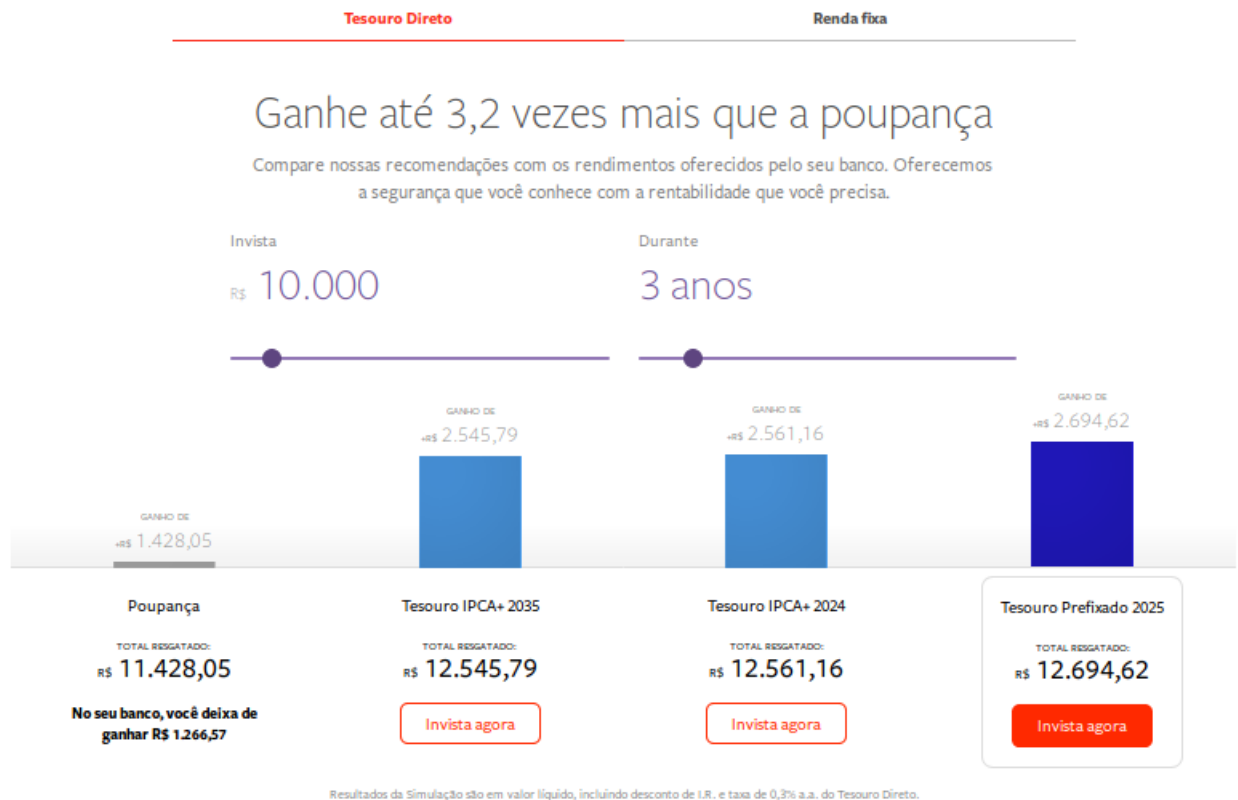 Tesouro Direto
Renda fixa
Ganhe até 3,2 vezes mais que a poupança
Compare nossas recomendações com os rendimentos oferecidos pelo seu banco. Oferecemos
a segurança que você conhece com a rentabilidade que você precisa.
Invista
R$ 10.000
Durante
3 anos
GANHO DE
+R$ 1.428,05
GANHO DE
+R$ 2.545,79
GANHO DE
+R$ 2.561,16
GANHO DE
+R$ 2.694,62
Poupança
TOTAL RESGATADO:
R$ 11.428,05
No seu banco, você deixa de
ganhar R$ 1.266,57
Tesouro IPCA+ 2035
TOTAL RESGATADO:
R$ 12.545,79
Invista agora
Tesouro IPCA+ 2024
TOTAL RESGATADO:
R$ 12.561,16
Invista agora
Tesouro Prefixado 2025
TOTAL RESGATADO:
R$ 12.694,62
Invista agora
Resultados da Simulação são em valor líquido, incluindo desconto de I.R. e taxa de 0,3% a.a. do Tesouro Direto.